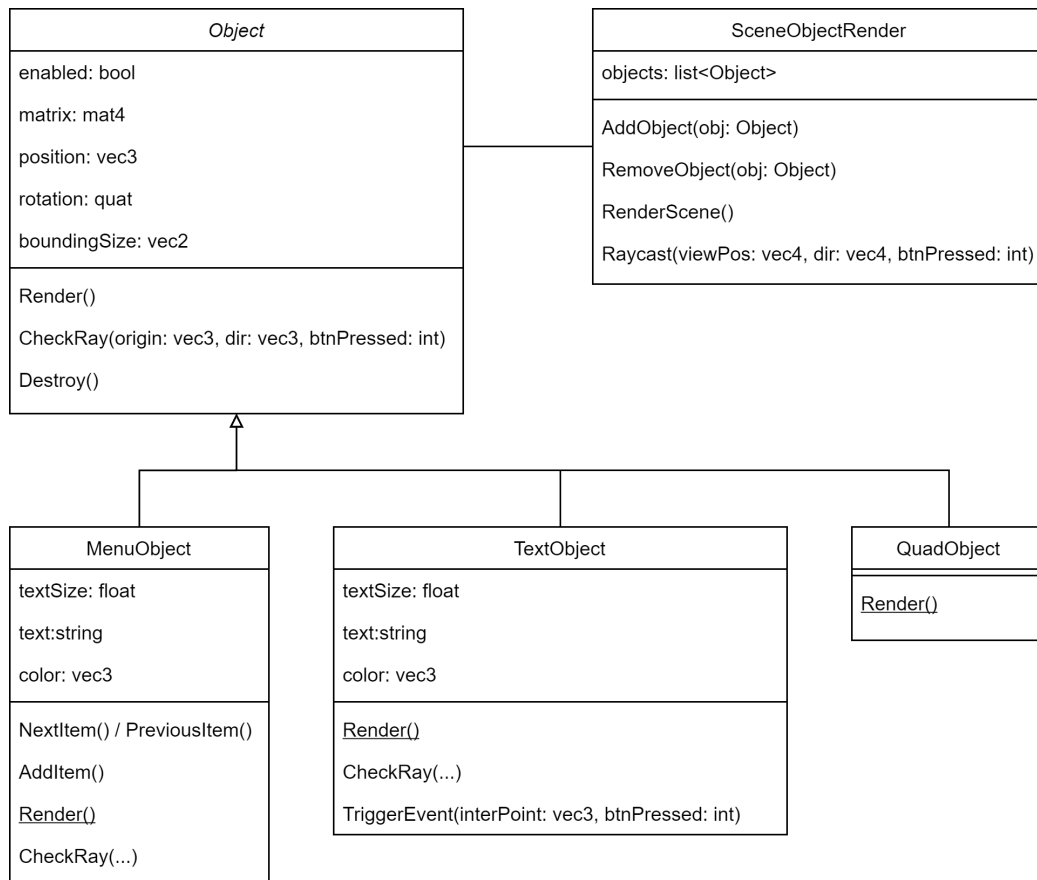 Object
enabled: bool
matrix: mat4
position: vec3
rotation: quat
boundingSize: vec2
Render()
CheckRay(origin: vec3, dir: vec3, btnPressed: int)
Destroy()
SceneObjectRender
objects: list<Object>
AddObject(obj: Object)
RemoveObject(obj: Object)
RenderScene()
Raycast(viewPos: vec4, dir: vec4, btnPressed: int)
MenuObject
textSize: float
text:string
color: vec3
NextItem() / PreviousItem()
AddItem()
Render()
CheckRay(...)
TextObject
textSize: float
text:string
color: vec3
Render()
CheckRay(...)
TriggerEvent(interPoint: vec3, btnPressed: int)
QuadObject
Render()